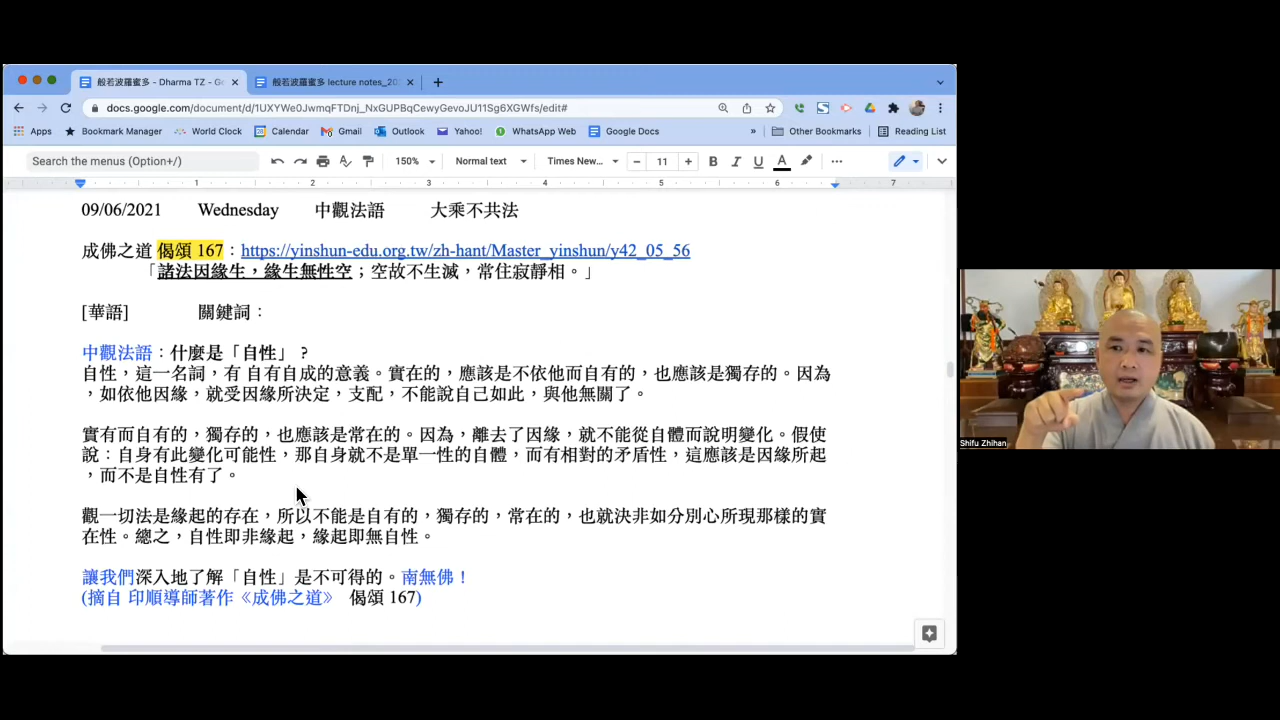 般若波羅蜜多 - Dharma TZ - G
般若波羅蜜多 lecture notes_20
docs.google.com/document/d/1UXYWe0JwmqFTDnj_NxGUPBqCewyGevoJU11Sg6XGWfs/edit#
Apps Bookmark Manager World Clock Calendar Gmail Outlook Yahoo! WhatsApp Web Google Docs » Other Bookmarks Reading List
Search the menus (Option+/) 150% Normal text Times New... 11 B I U A
1 2 3 4 5 6 7
09/06/2021 Wednesday 中觀法語 大乘不共法
成佛之道 偈頌 167：https://yinshun-edu.org.tw/zh-hant/Master_yinshun/y42_05_56
「諸法因緣生，緣生無性空；空故不生滅，常住寂靜相。」
[華語] 關鍵詞：
中觀法語：什麼是「自性」？
自性，這一名詞，有 自有自成的意義。實在的，應該是不依他而自有的，也應該是獨存的。因為
，如依他因緣，就受因緣所決定，支配，不能說自己如此，與他無關了。
實有而自有的，獨存的，也應該是常在的。因為，離去了因緣，就不能從自體而說明變化。假使
說：自身有此變化可能性，那自身就不是單一性的自體，而有相對的矛盾性，這應該是因緣所起
，而不是自性有了。
觀一切法是緣起的存在，所以不能是自有的，獨存的，常在的，也就決非如分別心所現那樣的實
在性。總之，自性即非緣起，緣起即無自性。
讓我們深入地了解「自性」是不可得的。南無佛！
(摘自 印順導師著作《成佛之道》 偈頌 167)
Shifu Zhihan